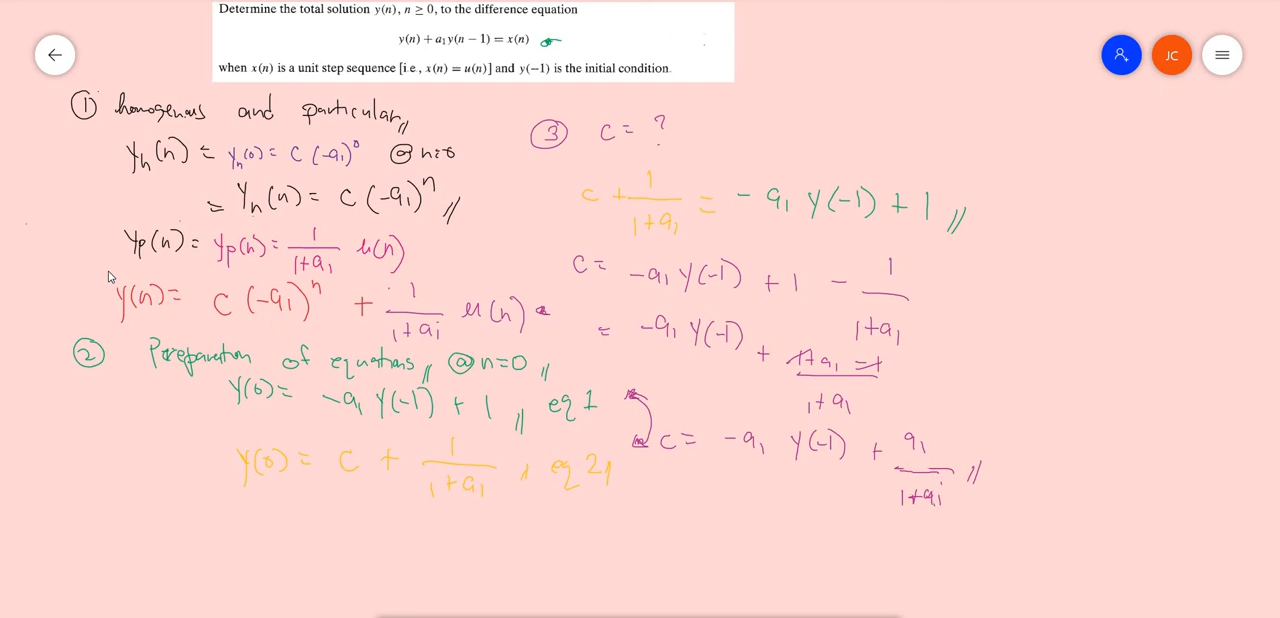 Determine the total solution y(n), n ≥ 0, to the difference equation
y(n) + a₁y(n − 1) = x(n)
when x(n) is a unit step sequence [i.e., x(n) = u(n)] and y(−1) is the initial condition.
JC
① homogenous and particular //
yₕ(n) = yₕ(0) = C (-a₁)⁰ @ n=0
= yₕ(n) = C (-a₁)ⁿ //
yp(n) = yp(n) = 1/(1+a₁) u(n)
y(n) = C (-a₁)ⁿ + 1/(1+a₁) u(n)
② Preparation of equations // @ n=0 //
y(0) = -a₁ y(-1) + 1 // eq 1
y(0) = C + 1/(1+a₁), eq 2 //
③ C = ?
C + 1/(1+a₁) = -a₁ y(-1) + 1 //
C = -a₁ y(-1) + 1 - 1/(1+a₁)
= -a₁ y(-1) + (1+a₁-1)/(1+a₁)
C = -a₁ y(-1) + a₁/(1+a₁) //